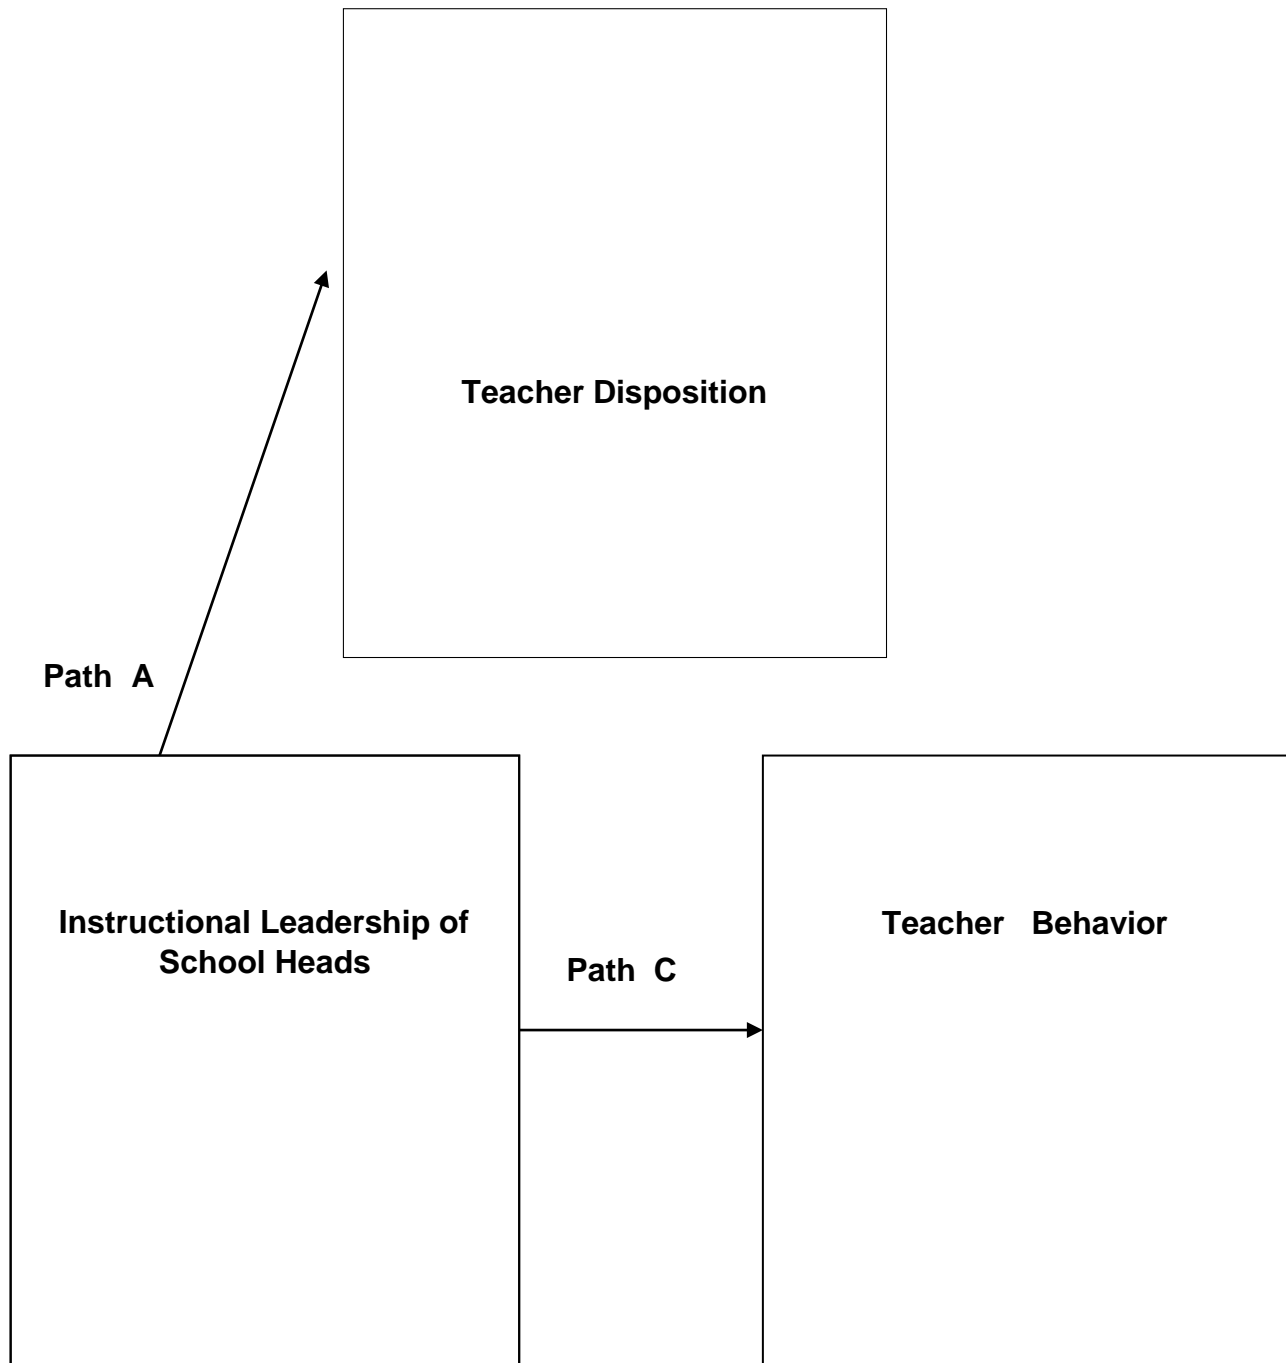 Teacher Disposition
Path A
Instructional Leadership of
School Heads
Path C
Teacher Behavior